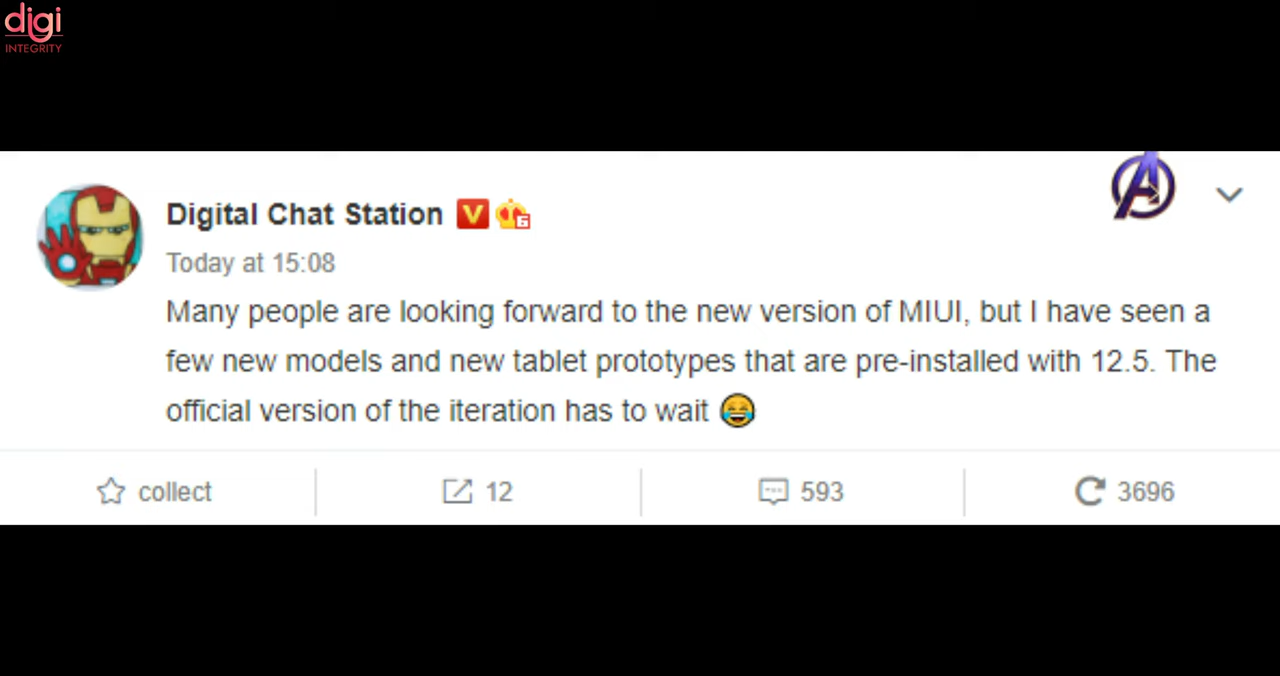 digi
INTEGRITY
Digital Chat Station
Today at 15:08
Many people are looking forward to the new version of MIUI, but I have seen a
few new models and new tablet prototypes that are pre-installed with 12.5. The
official version of the iteration has to wait 😂
collect 12 593 3696